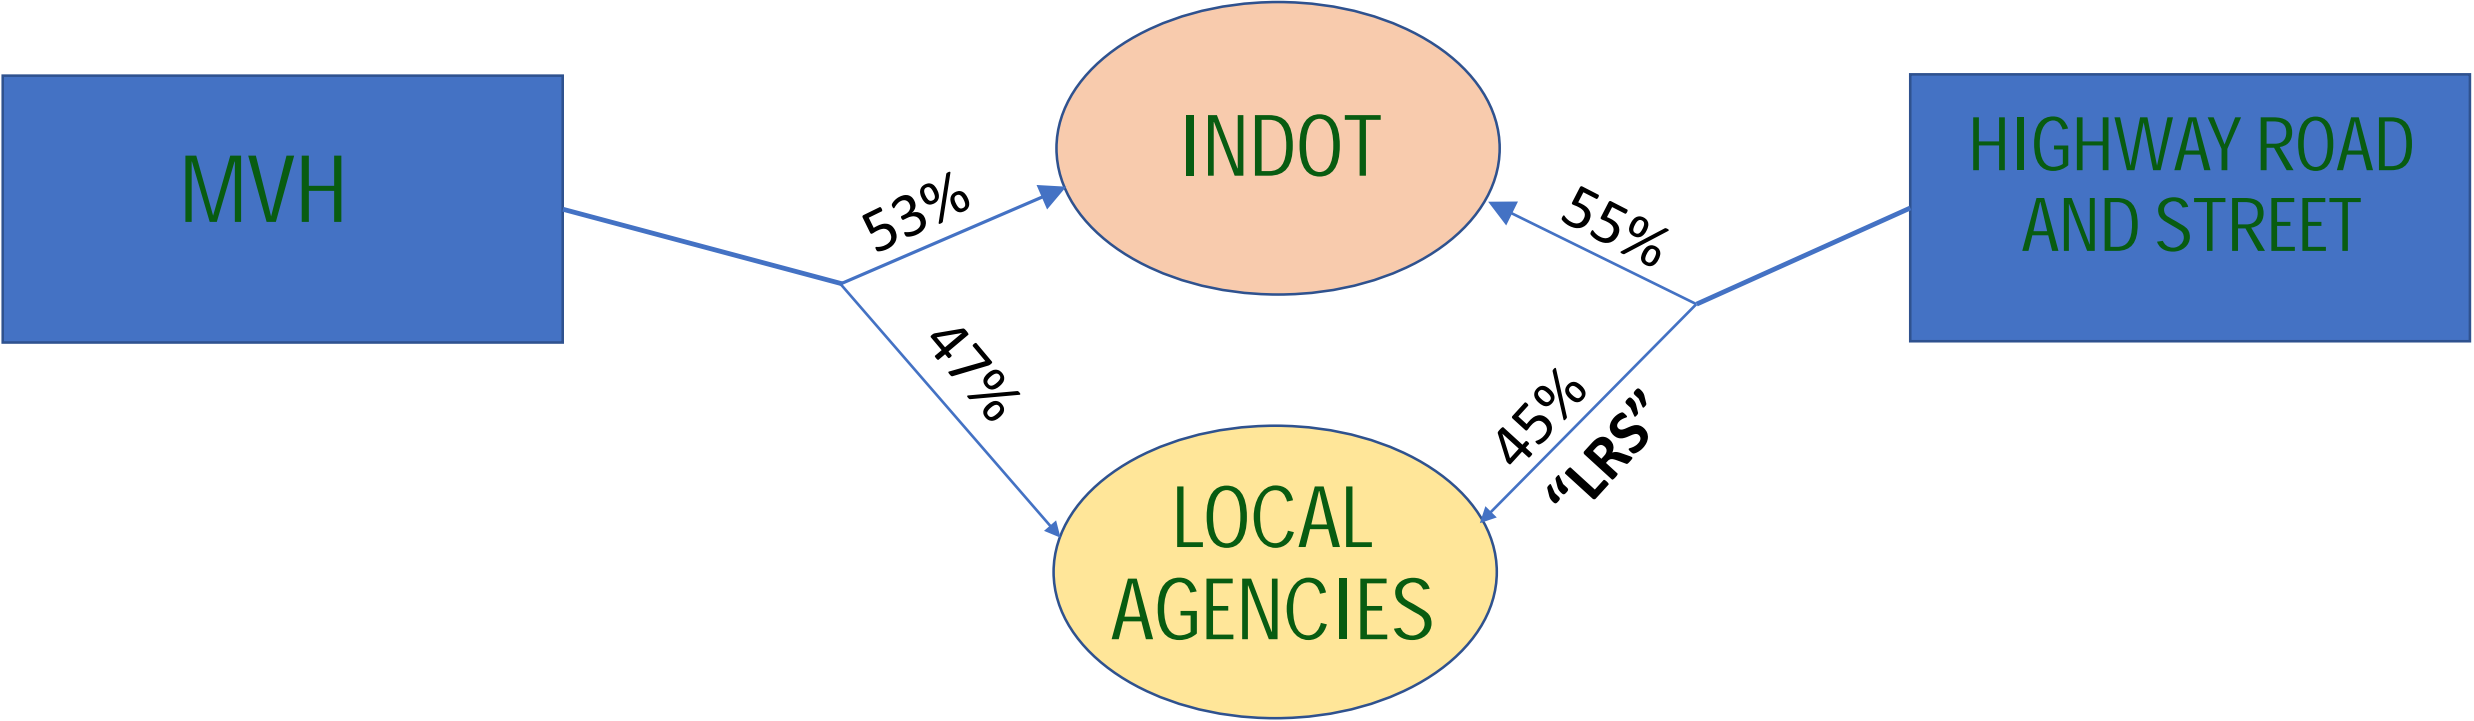 MVH
53%
47%
INDOT
LOCAL
AGENCIES
55%
45%
“LRS”
HIGHWAY ROAD
AND STREET